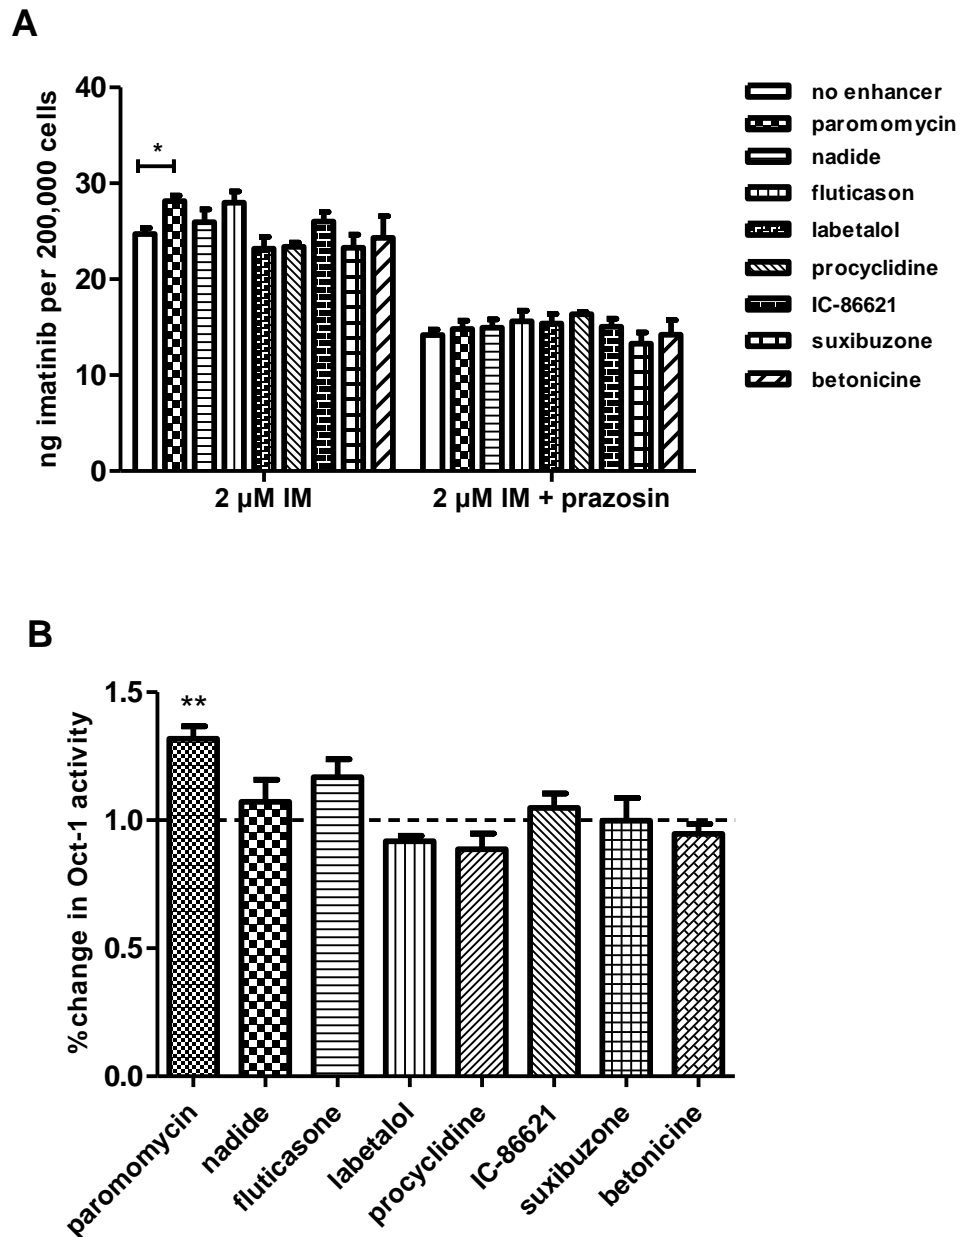 A
ng imatinib per 200,000 cells
40
30
20
10
0
*
2 µM IM
2 µM IM + prazosin
no enhancer
paromomycin
nadide
fluticason
labetalol
procyclidine
IC-86621
suxibuzone
betonicine
B
%change in Oct-1 activity
1.5
1.0
0.5
0.0
**
paromomycin
nadide
fluticasone
labetalol
procyclidine
IC-86621
suxibuzone
betonicine